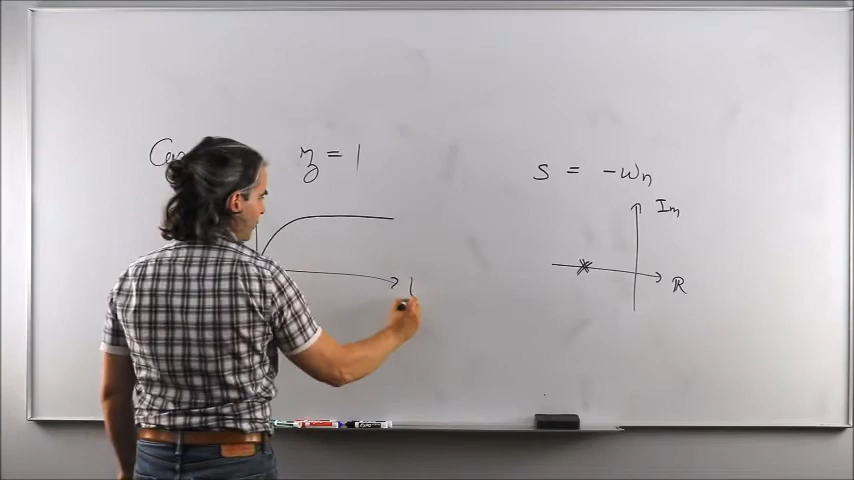 ζ = 1
s = -ωn
Im
ℝ